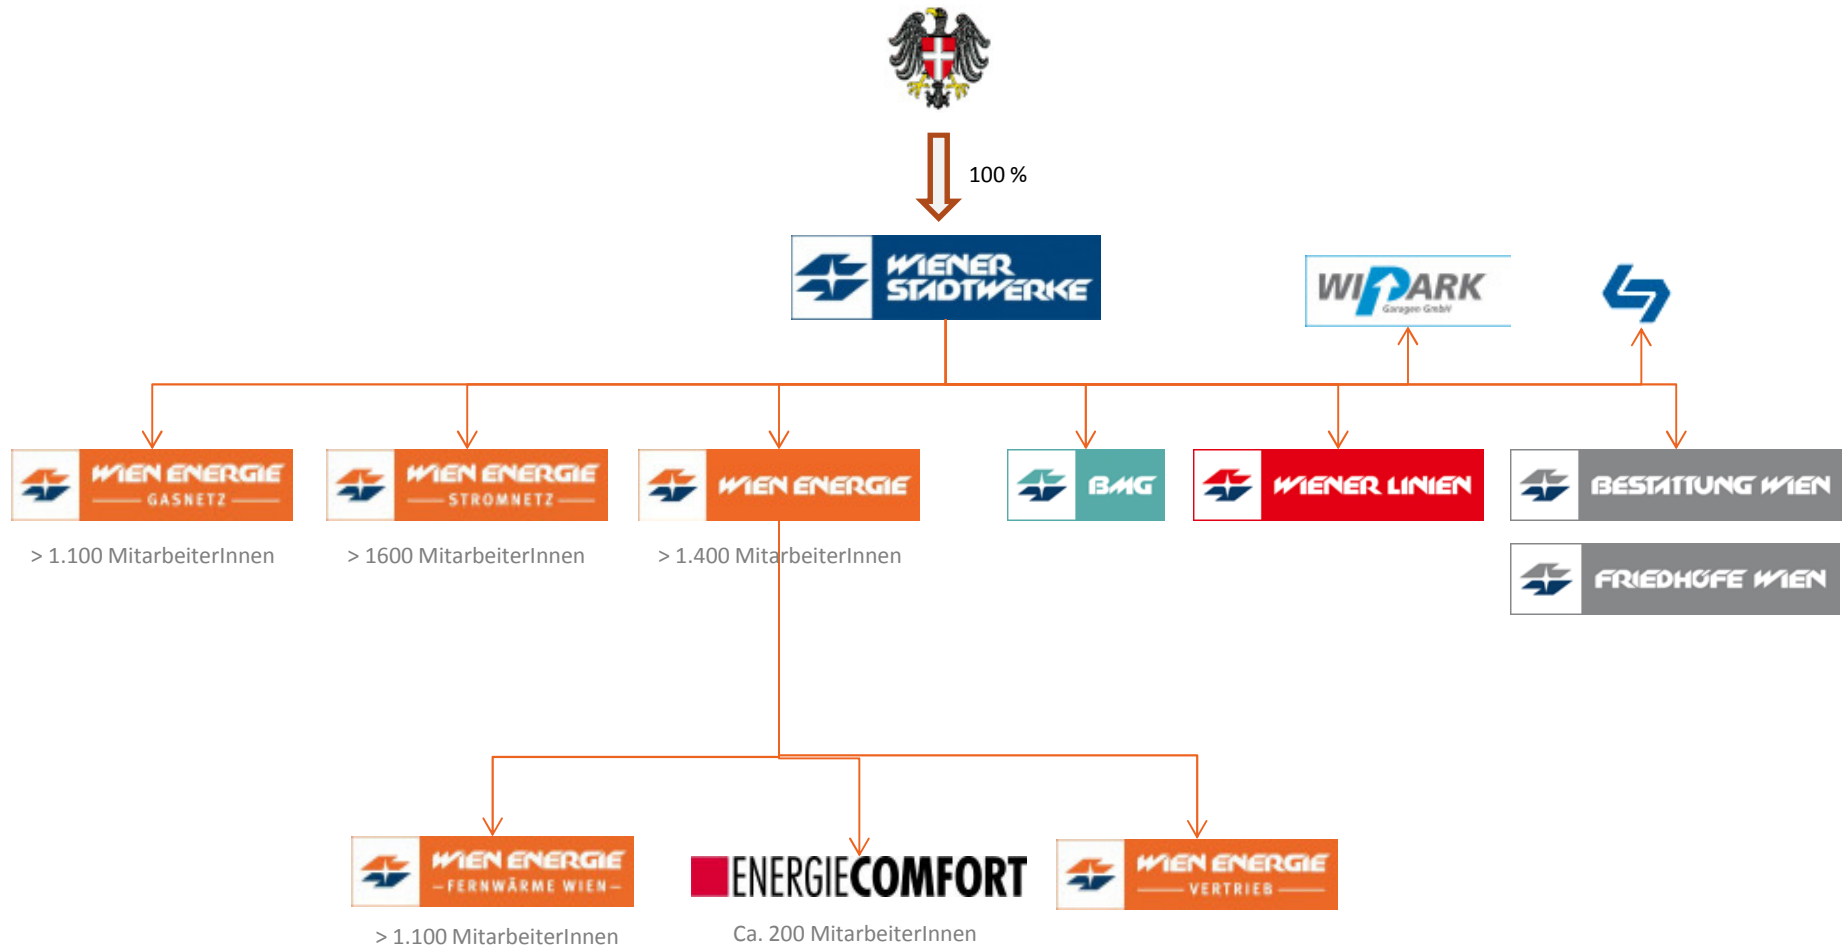 100 %
WIENER
STADTWERKE
WIPARK
Garagen GmbH
WIEN ENERGIE
GASNETZ
> 1.100 MitarbeiterInnen
WIEN ENERGIE
STROMNETZ
> 1600 MitarbeiterInnen
WIEN ENERGIE
> 1.400 MitarbeiterInnen
BMG
WIENER LINIEN
BESTATTUNG WIEN
FRIEDHÖFE WIEN
WIEN ENERGIE
–FERNWÄRME WIEN–
> 1.100 MitarbeiterInnen
ENERGIECOMFORT
Ca. 200 MitarbeiterInnen
WIEN ENERGIE
VERTRIEB